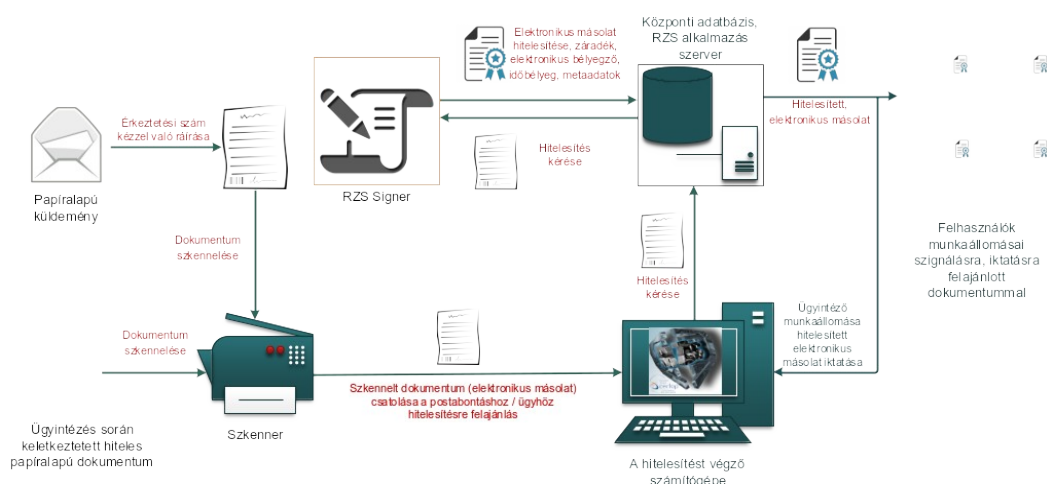 Elektronikus másolat
hitelesítése, záradék,
elektronikus bélyegző,
időbélyeg, metaadatok
Központi adatbázis,
RZS alkalmazás
szerver
Érkeztetési szám
kézzel való ráírása
Hitelesített,
elektronikus másolat
Hitelesítés
kérése
Papíralapú
küldemény
RZS Signer
Dokumentum
szkennelése
Hitelesítés
kérése
Felhasználók
munkaállomásai
szignálásra, iktatásra
felajánlott
dokumentummal
Dokumentum
szkennelése
Ügyintéző
munkaállomása
hitelesített
elektronikus
másolat iktatása
Szkennelt dokumentum (elektronikus másolat)
csatolása a postabontáshoz / ügyhöz
hitelesítésre felajánlás
Ügyintézés során
keletkeztetett hiteles
papíralapú dokumentum
Szkenner
A hitelesítést végző
számítógépe